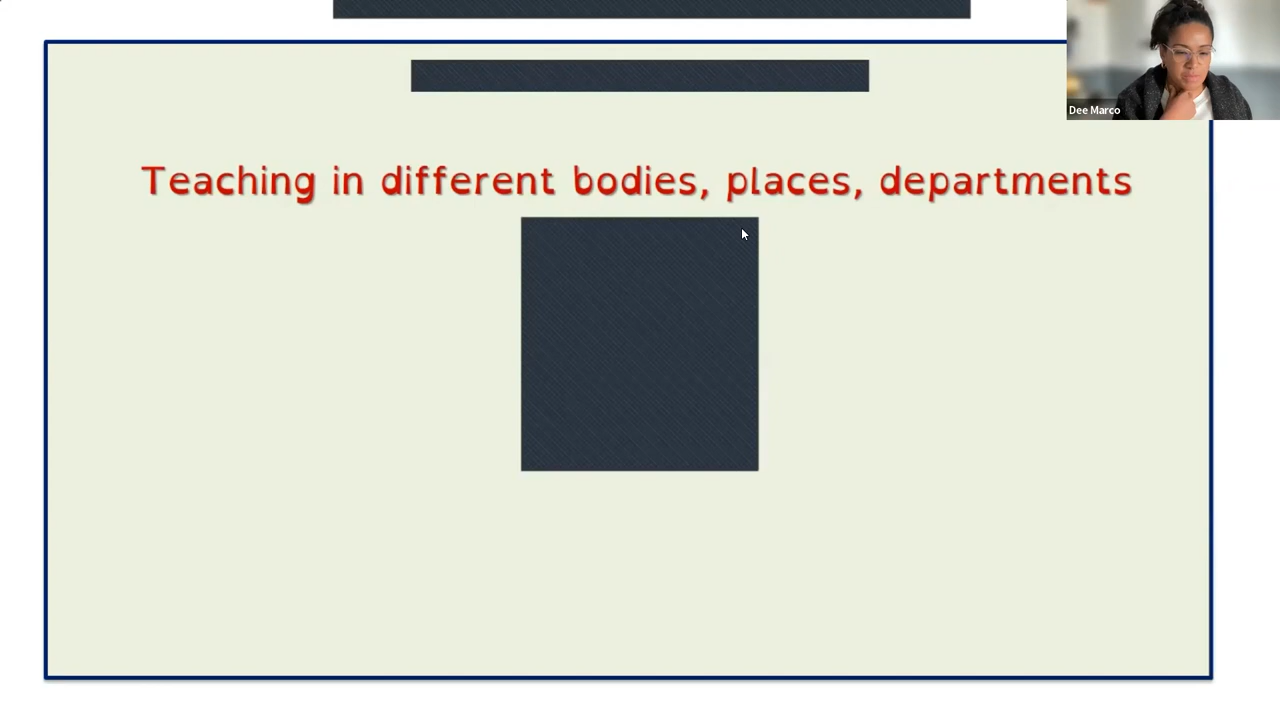 Dee Marco
Teaching in different bodies, places, departments